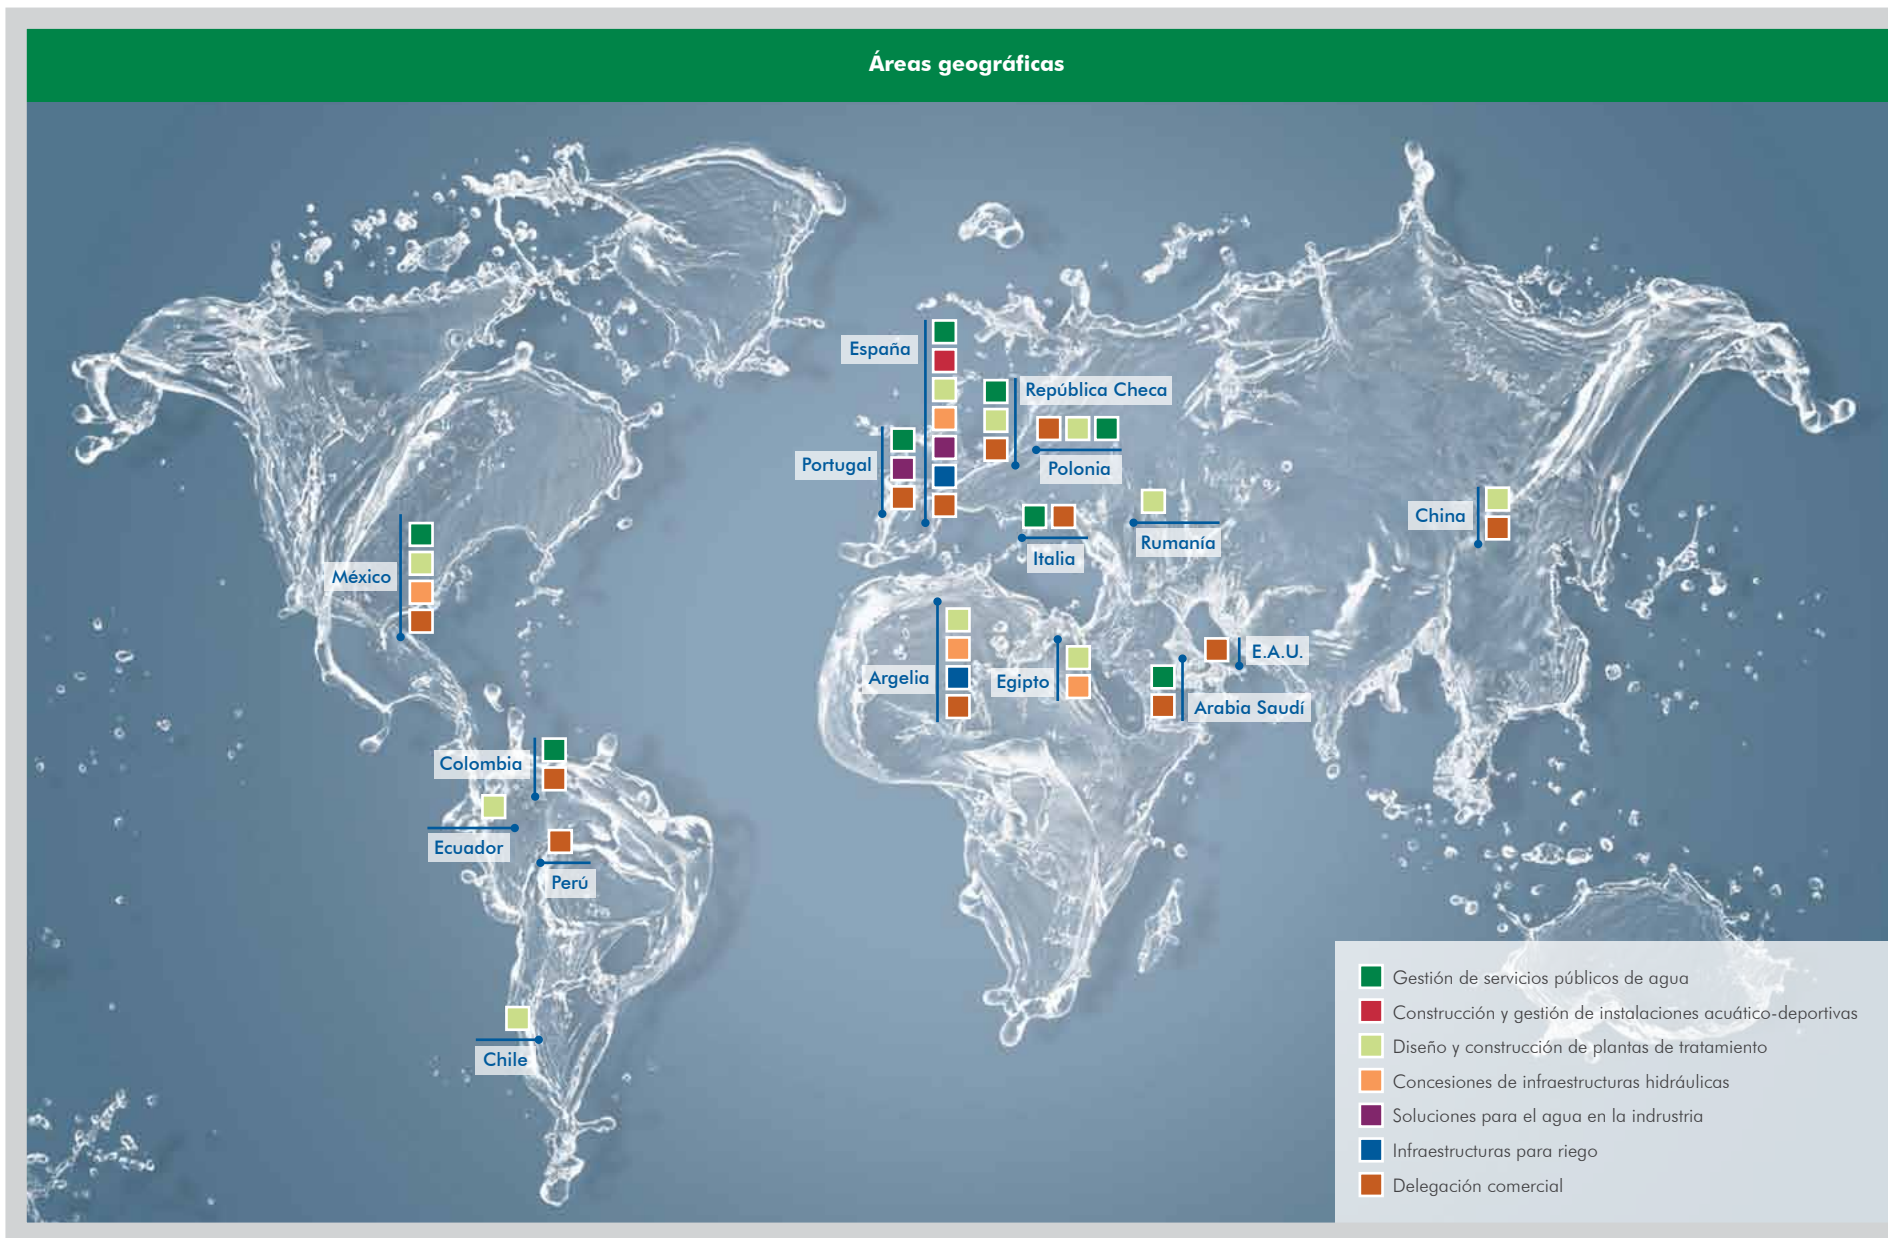 Áreas geográficas
España
República Checa
Portugal
Polonia
China
Italia
Rumanía
México
Argelia
Egipto
E.A.U.
Arabia Saudí
Colombia
Ecuador
Perú
Chile
Gestión de servicios públicos de agua
Construcción y gestión de instalaciones acuático-deportivas
Diseño y construcción de plantas de tratamiento
Concesiones de infraestructuras hidráulicas
Soluciones para el agua en la indrustria
Infraestructuras para riego
Delegación comercial